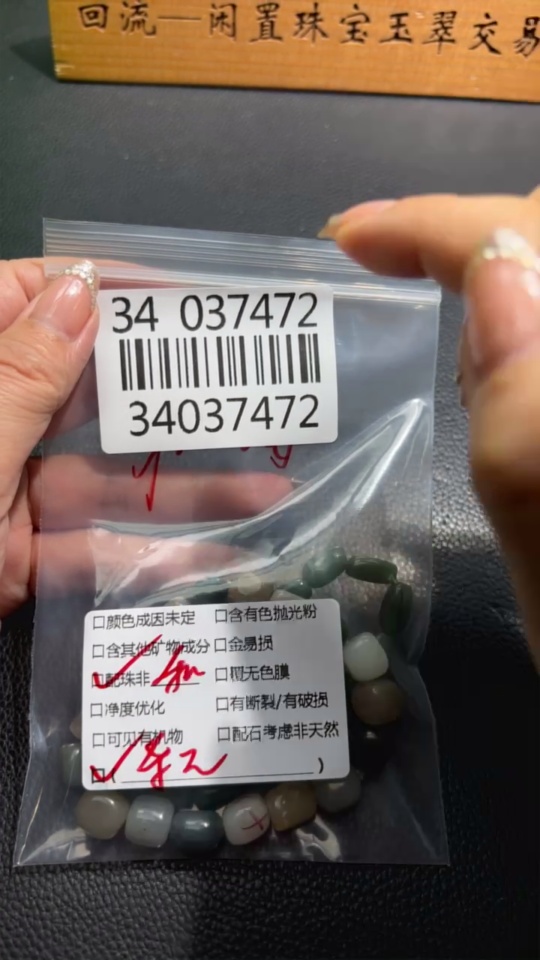 回流—闲置珠宝玉翠交易
34 037472
34037472
□颜色成因未定 □含有色抛光粉
□含其他矿物成分 □金易损
□配珠非 □覆无色膜
□净度优化 □有断裂/有破损
□可见有机物 □配石考虑非天然
□( )